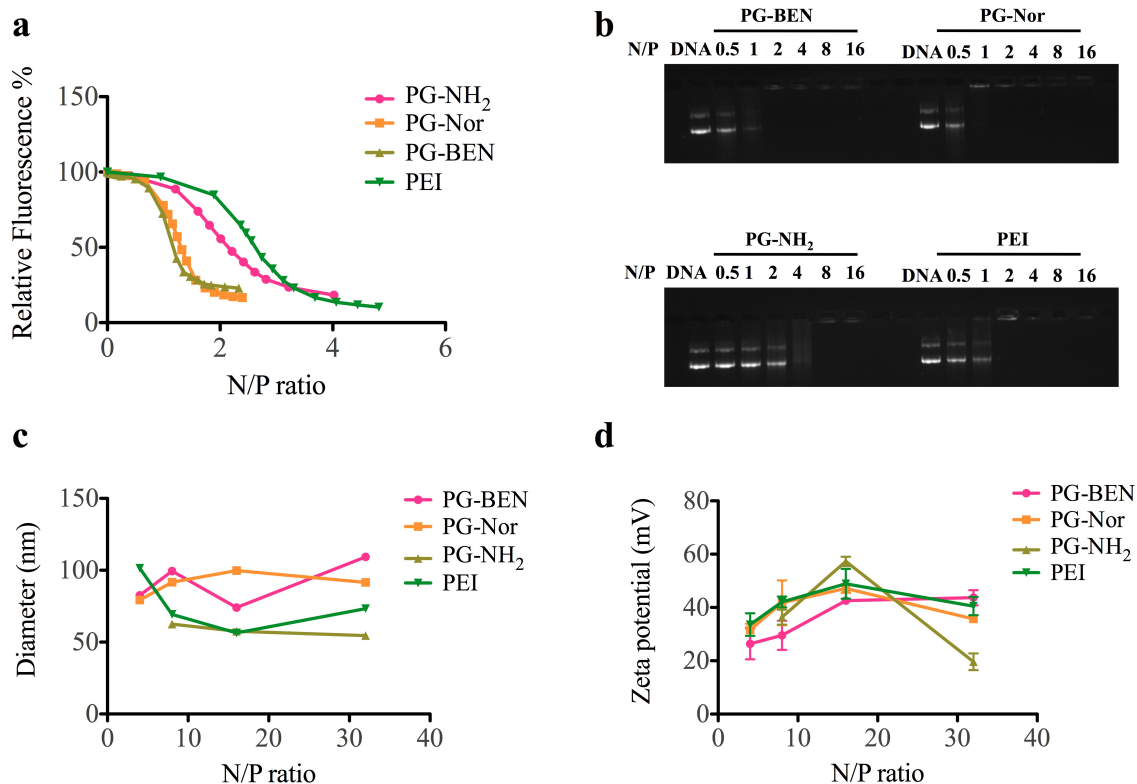 a
150
100
50
0
Relative Fluorescence %
0 2 4 6
N/P ratio
PG-NH2
PG-Nor
PG-BEN
PEI
b
PG-BEN PG-Nor
N/P DNA 0.5 1 2 4 8 16 DNA 0.5 1 2 4 8 16
PG-NH2 PEI
N/P DNA 0.5 1 2 4 8 16 DNA 0.5 1 2 4 8 16
c
150
100
50
0
Diameter (nm)
0 10 20 30 40
N/P ratio
PG-BEN
PG-Nor
PG-NH2
PEI
d
80
60
40
20
0
Zeta potential (mV)
0 10 20 30 40
N/P ratio
PG-BEN
PG-Nor
PG-NH2
PEI